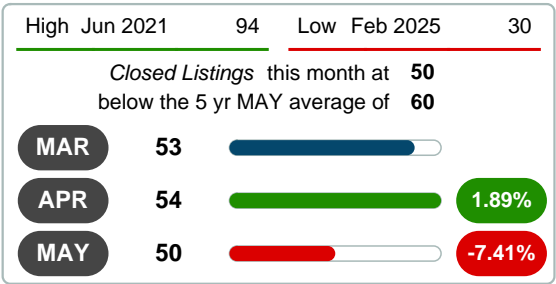 High Jun 2021 94 Low Feb 2025 30
Closed Listings this month at 50
below the 5 yr MAY average of 60
MAR 53
APR 54 1.89%
MAY 50 -7.41%